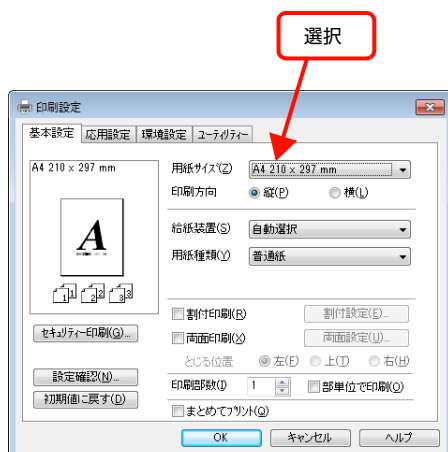 選択
印刷設定
基本設定 応用設定 環境設定 ユーティリティー
A4 210 x 297 mm
用紙サイズ(Z) A4 210 x 297 mm
印刷方向 縦(P) 横(L)
給紙装置(S) 自動選択
用紙種類(Y) 普通紙
A
1 1 2 2 3 3
割付印刷(R) 割付設定(E)...
セキュリティー印刷(G)...
両面印刷(X) 両面設定(U)...
とじる位置 左(F) 上(T) 右(H)
設定確認(N)...
印刷部数(I) 1 部単位で印刷(O)
初期値に戻す(D)
まとめてプリント(Q)
OK キャンセル ヘルプ